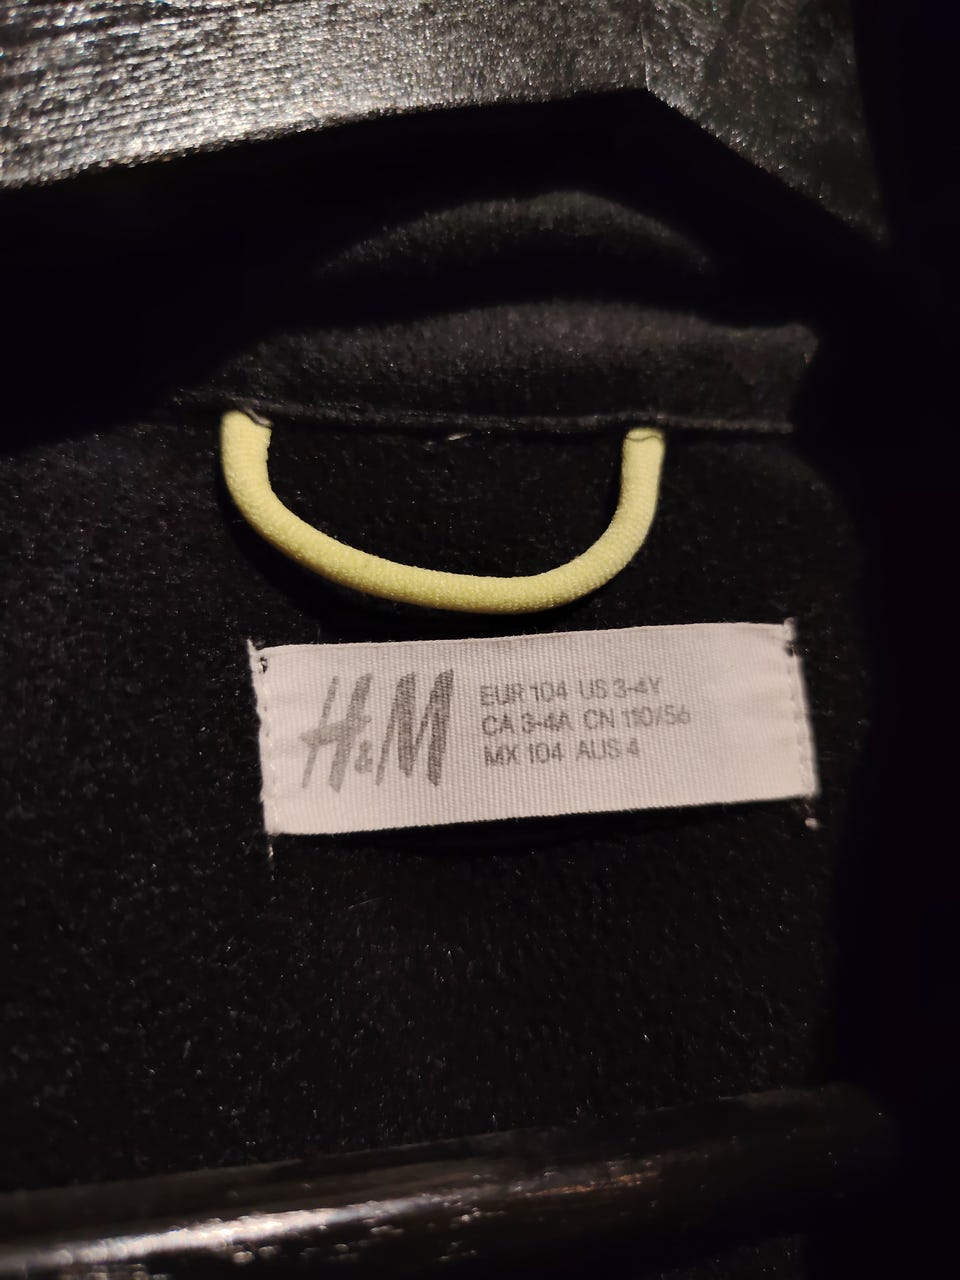 H&M
EUR 104 US 3-4Y
CA 3-4A CN 110/56
MX 104 AUS 4